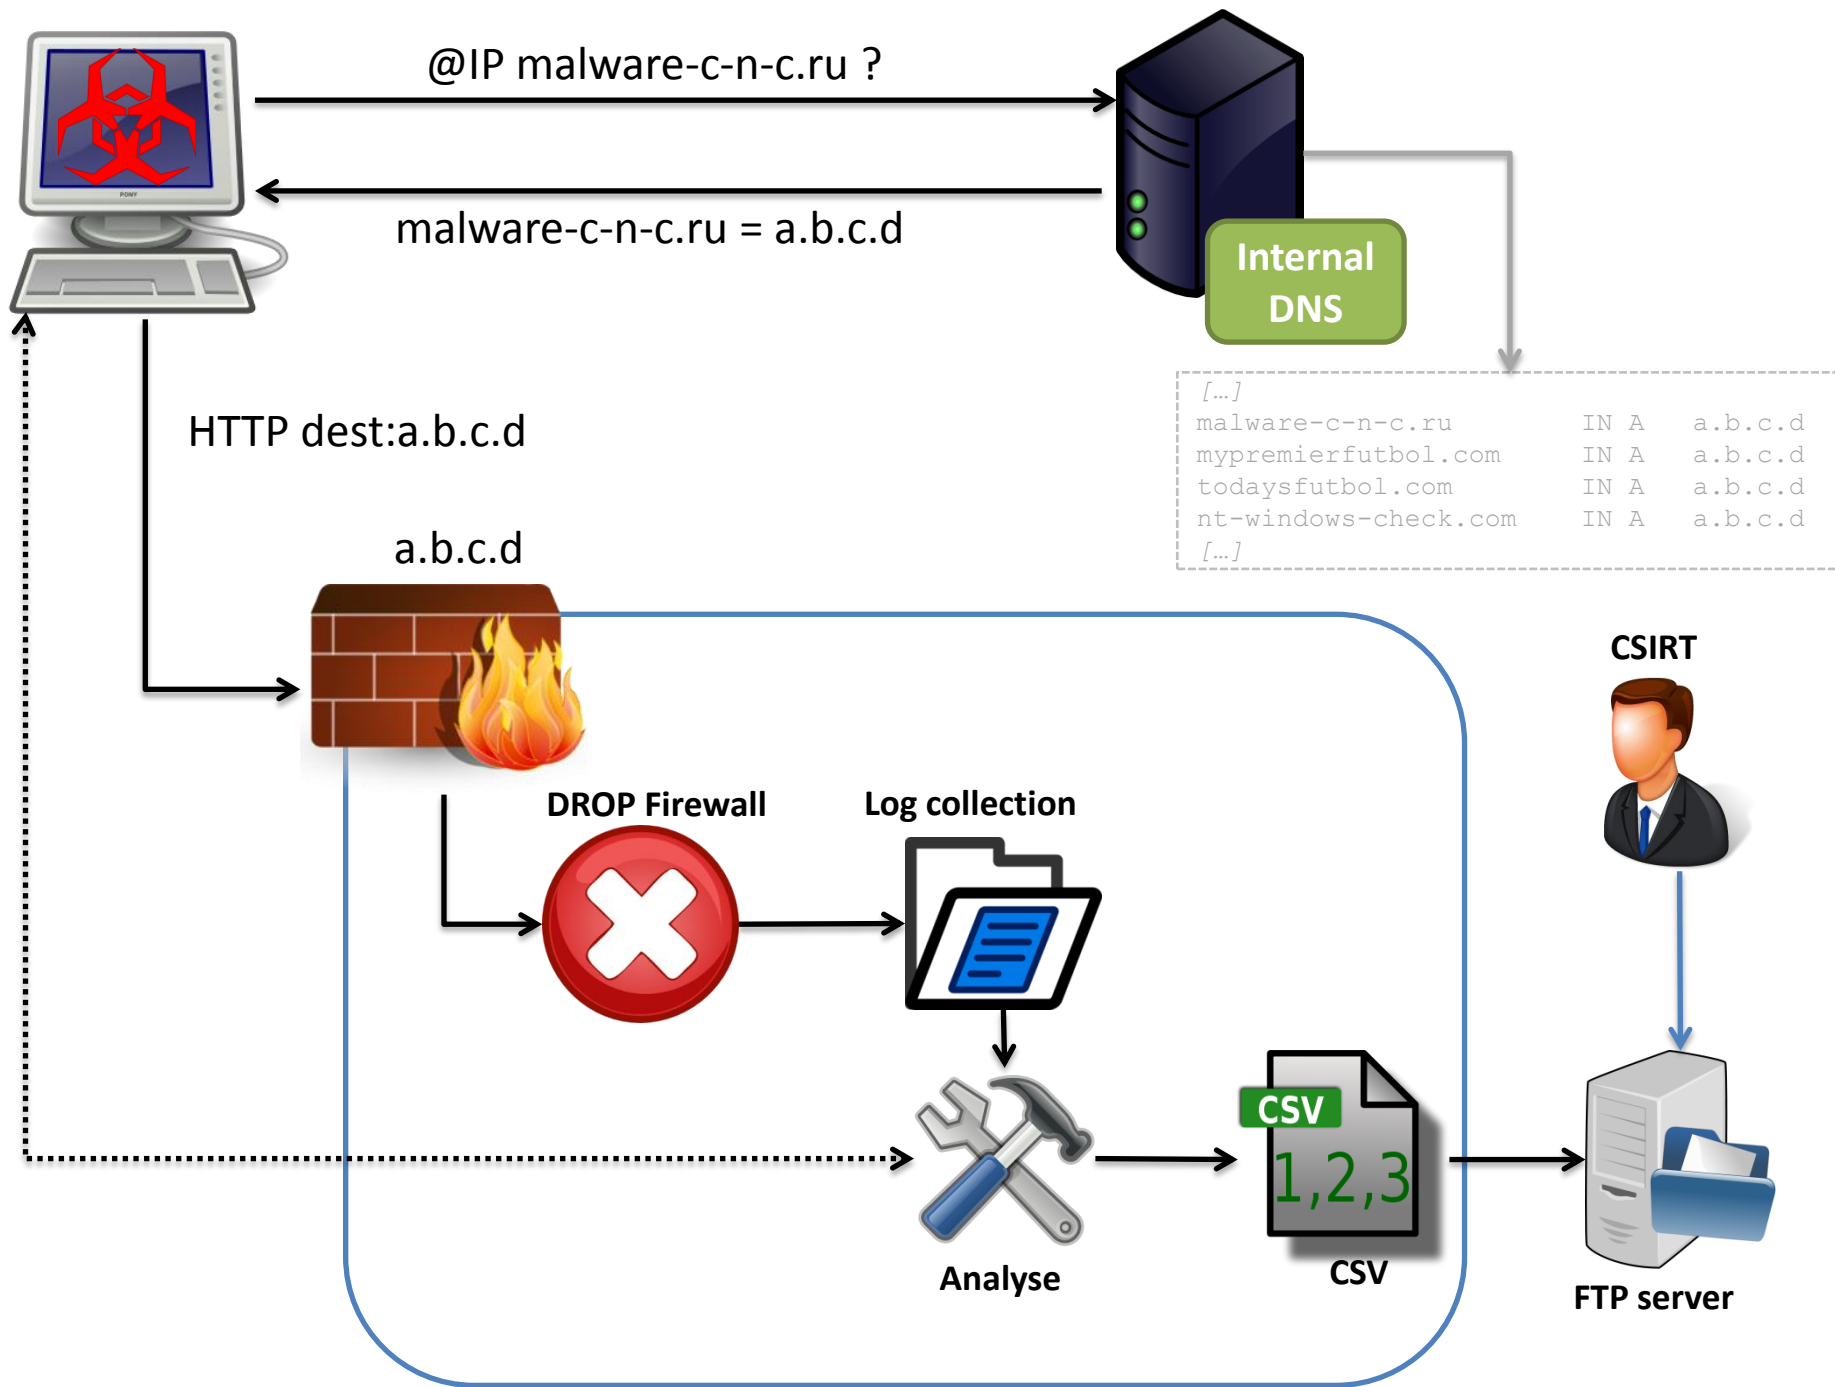 @IP malware-c-n-c.ru ?
PONY
malware-c-n-c.ru = a.b.c.d
Internal
DNS
[…]
malware-c-n-c.ru IN A a.b.c.d
mypremierfutbol.com IN A a.b.c.d
todaysfutbol.com IN A a.b.c.d
nt-windows-check.com IN A a.b.c.d
[…]
HTTP dest:a.b.c.d
a.b.c.d
CSIRT
DROP Firewall
Log collection
CSV
1,2,3
Analyse
CSV
FTP server